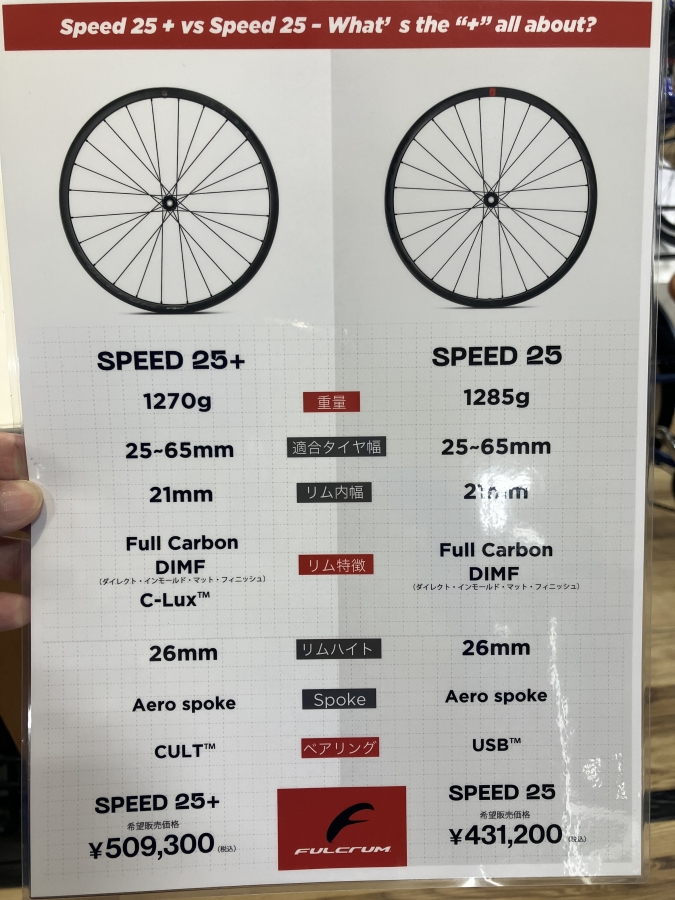 Speed 25 + vs Speed 25 – What’ s the “+” all about?
SPEED 25+
SPEED 25
1270g
重量
1285g
25~65mm
適合タイヤ幅
25~65mm
21mm
リム内幅
21mm
Full Carbon
DIMF
(ダイレクト・インモールド・マット・フィニッシュ)
C-Lux™
リム特徴
Full Carbon
DIMF
(ダイレクト・インモールド・マット・フィニッシュ)
26mm
リムハイト
26mm
Aero spoke
Spoke
Aero spoke
CULT™
ベアリング
USB™
SPEED 25+
希望販売価格
¥509,300(税込)
FULCRUM
SPEED 25
希望販売価格
¥431,200(税込)